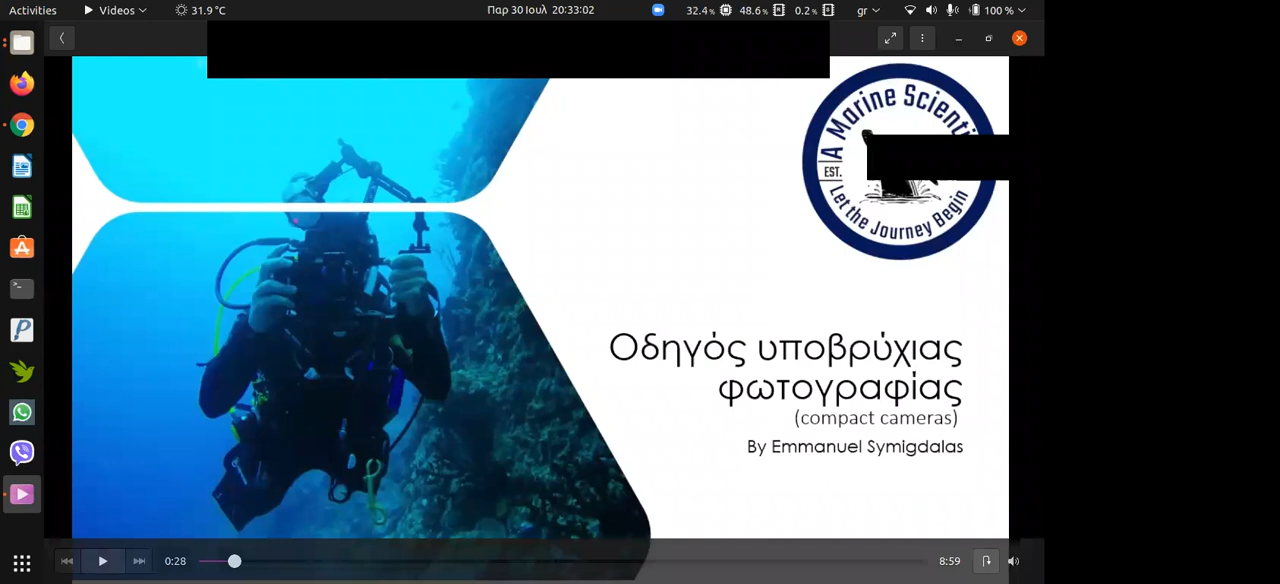 Activities
Videos
31.9 °C
Παρ 30 Ιουλ 20:33:02
32.4%
48.6%
0.2%
gr
100 %
A Marine
EST.
Let the Journey Begin
Οδηγός υποβρύχιας
φωτογραφίας
(compact cameras)
By Emmanuel Symigdalas
0:28
8:59